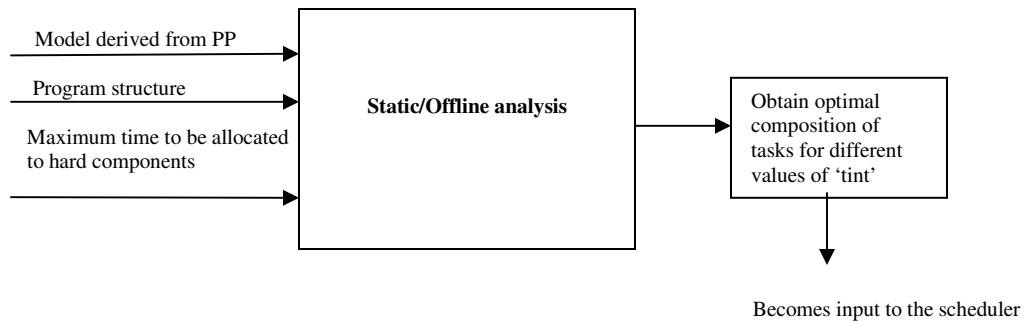 Model derived from PP
Program structure
Maximum time to be allocated
to hard components
Static/Offline analysis
Obtain optimal
composition of
tasks for different
values of ‘tint’
Becomes input to the scheduler